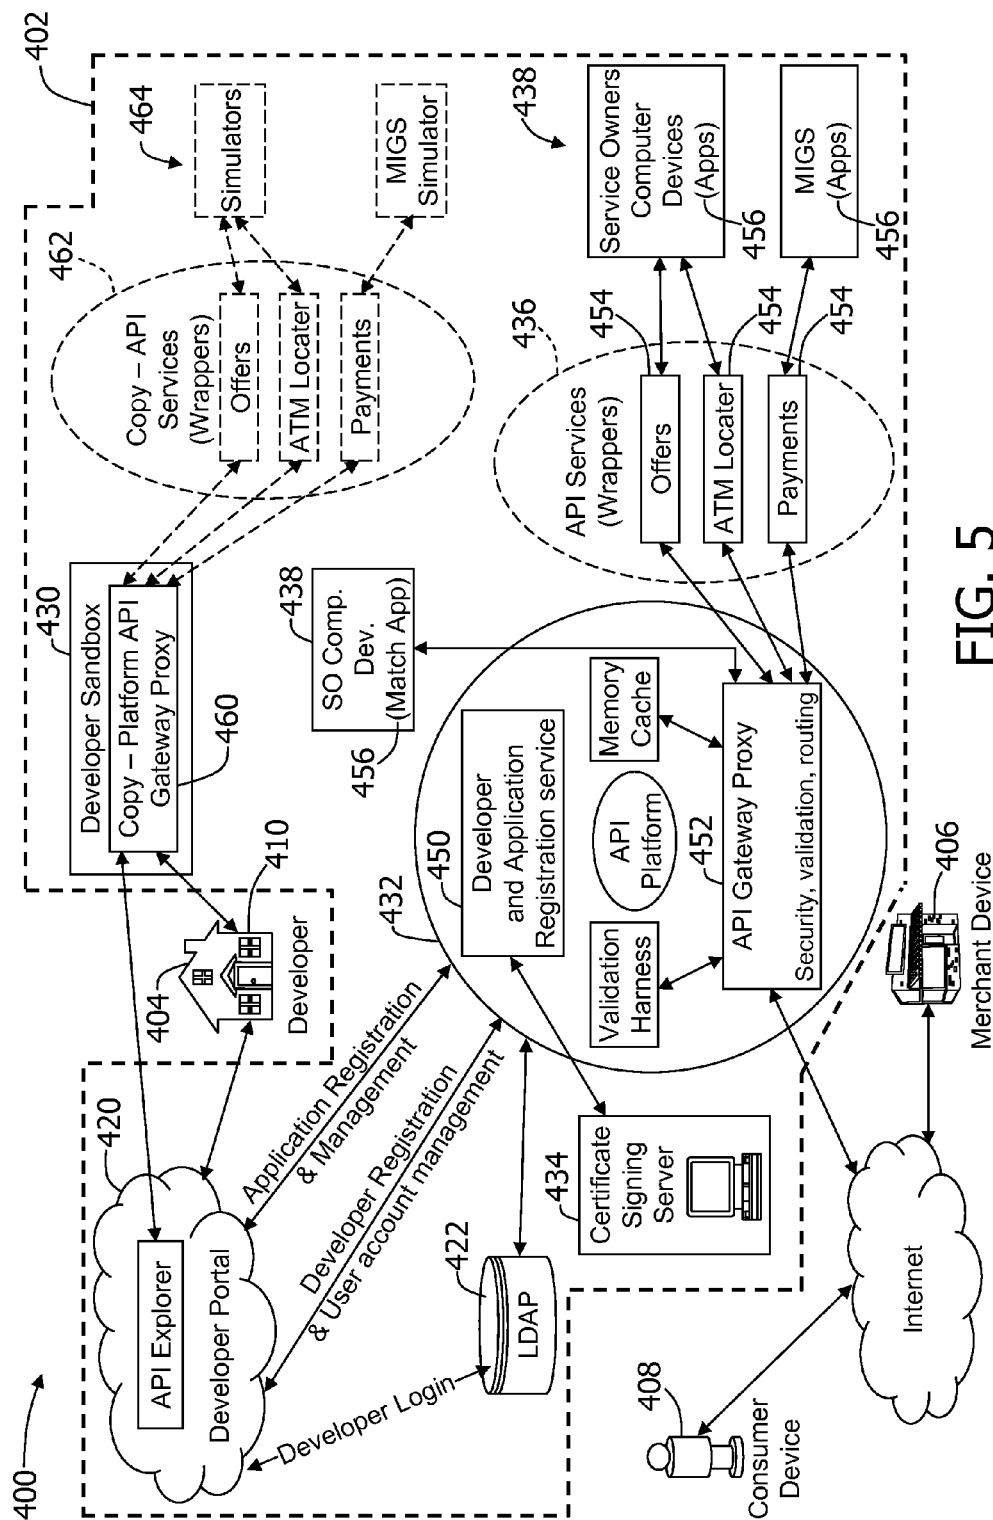 400
402
420
API Explorer
Developer Portal
404
410
Developer
430
Developer Sandbox
Copy – Platform API
Gateway Proxy
460
462
Copy – API
Services
(Wrappers)
Offers
ATM Locater
Payments
464
Simulators
MIGS
Simulator
Application Registration
& Management
Developer Registration
& User account management
Developer Login
422
LDAP
432
438
SO Comp.
Dev.
(Match App)
456
450
Developer
and Application
Registration service
434
Certificate
Signing
Server
Validation
Harness
API
Platform
Memory
Cache
452
API Gateway Proxy
Security, validation, routing
436
API Services
(Wrappers)
Offers
454
ATM Locater
454
Payments
454
438
Service Owners
Computer
Devices
(Apps)
456
MIGS
(Apps)
456
408
Consumer
Device
Internet
406
Merchant Device
FIG. 5